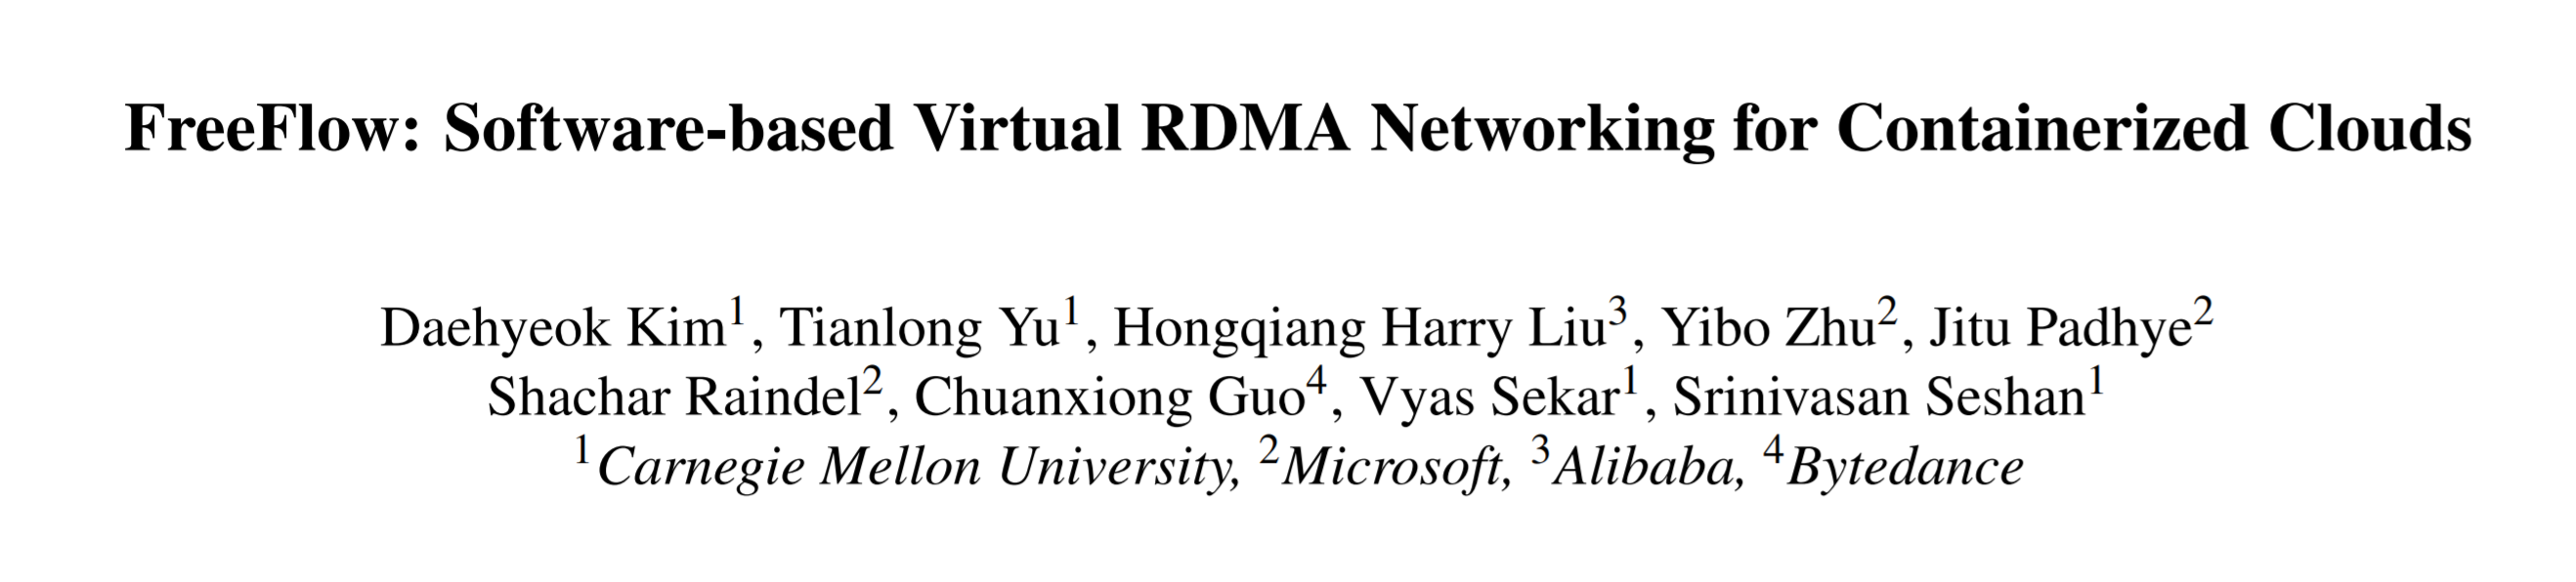 FreeFlow: Software-based Virtual RDMA Networking for Containerized Clouds
Daehyeok Kim¹, Tianlong Yu¹, Hongqiang Harry Liu³, Yibo Zhu², Jitu Padhye²
Shachar Raindel², Chuanxiong Guo⁴, Vyas Sekar¹, Srinivasan Seshan¹
¹Carnegie Mellon University, ²Microsoft, ³Alibaba, ⁴Bytedance